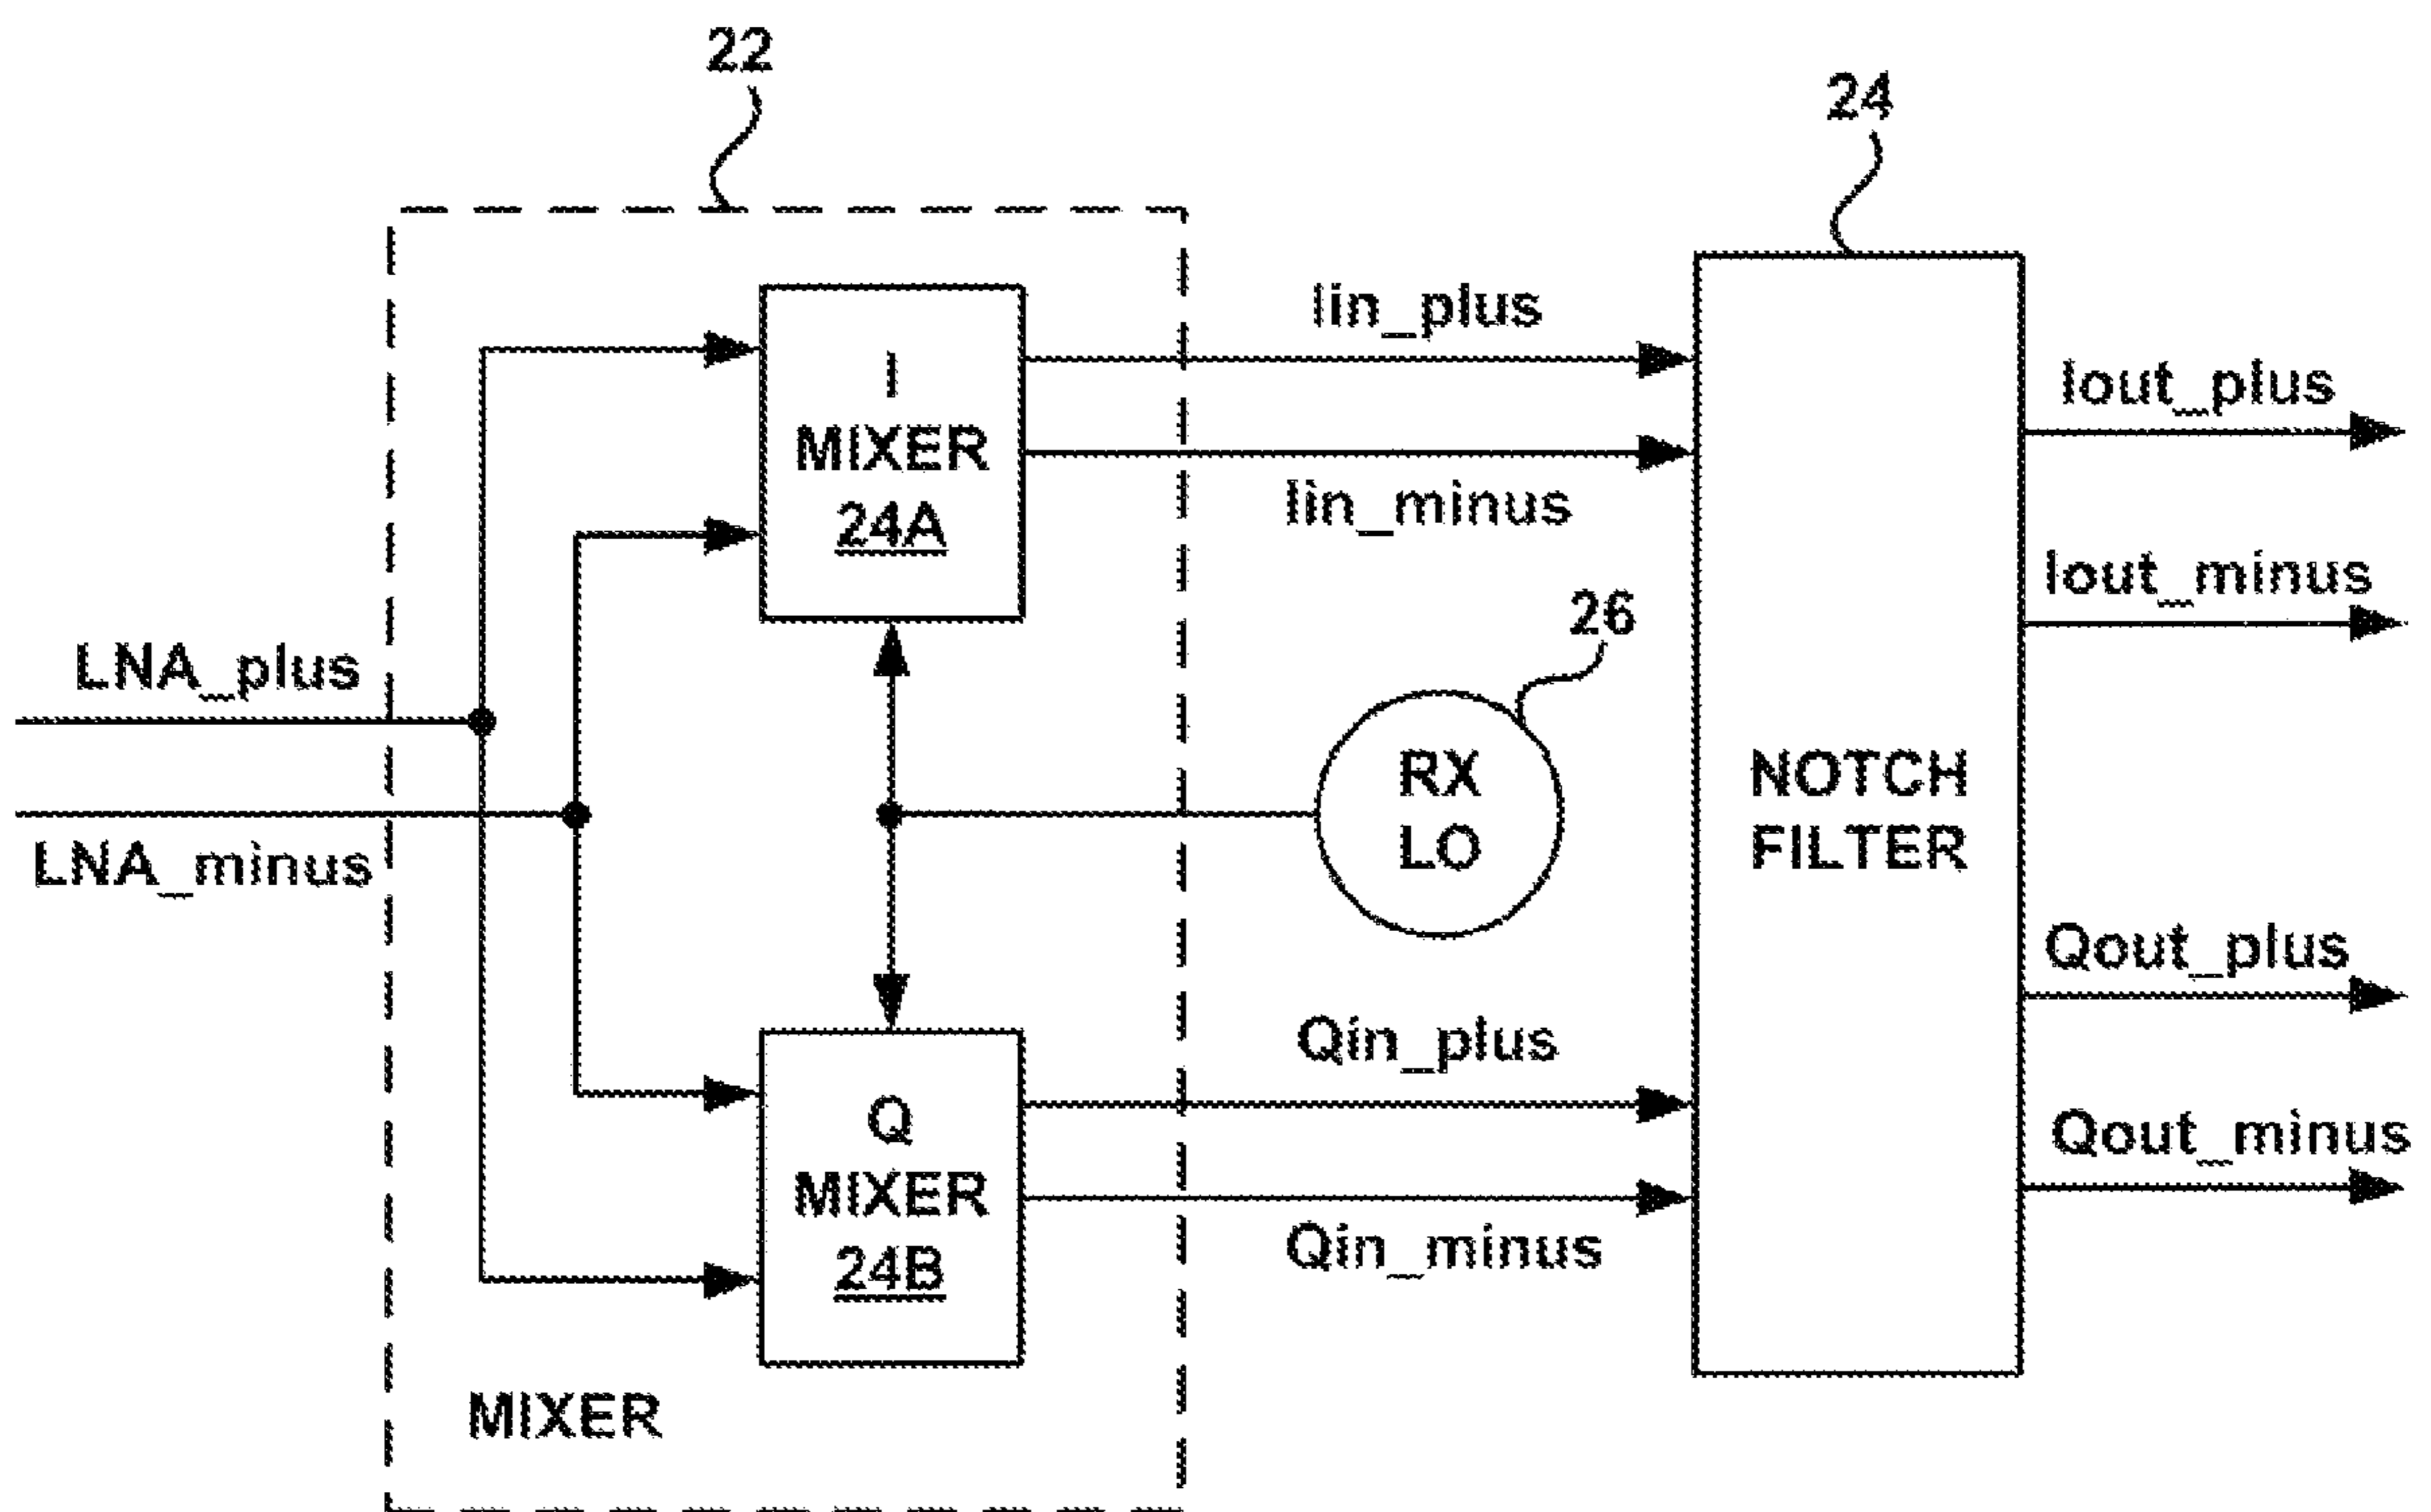 22
24
Iin_plus
I
MIXER
24A
Iin_minus
Iout_plus
Iout_minus
26
LNA_plus
LNA_minus
RX
LO
NOTCH
FILTER
Qout_plus
Qin_plus
Q
MIXER
24B
Qin_minus
Qout_minus
MIXER